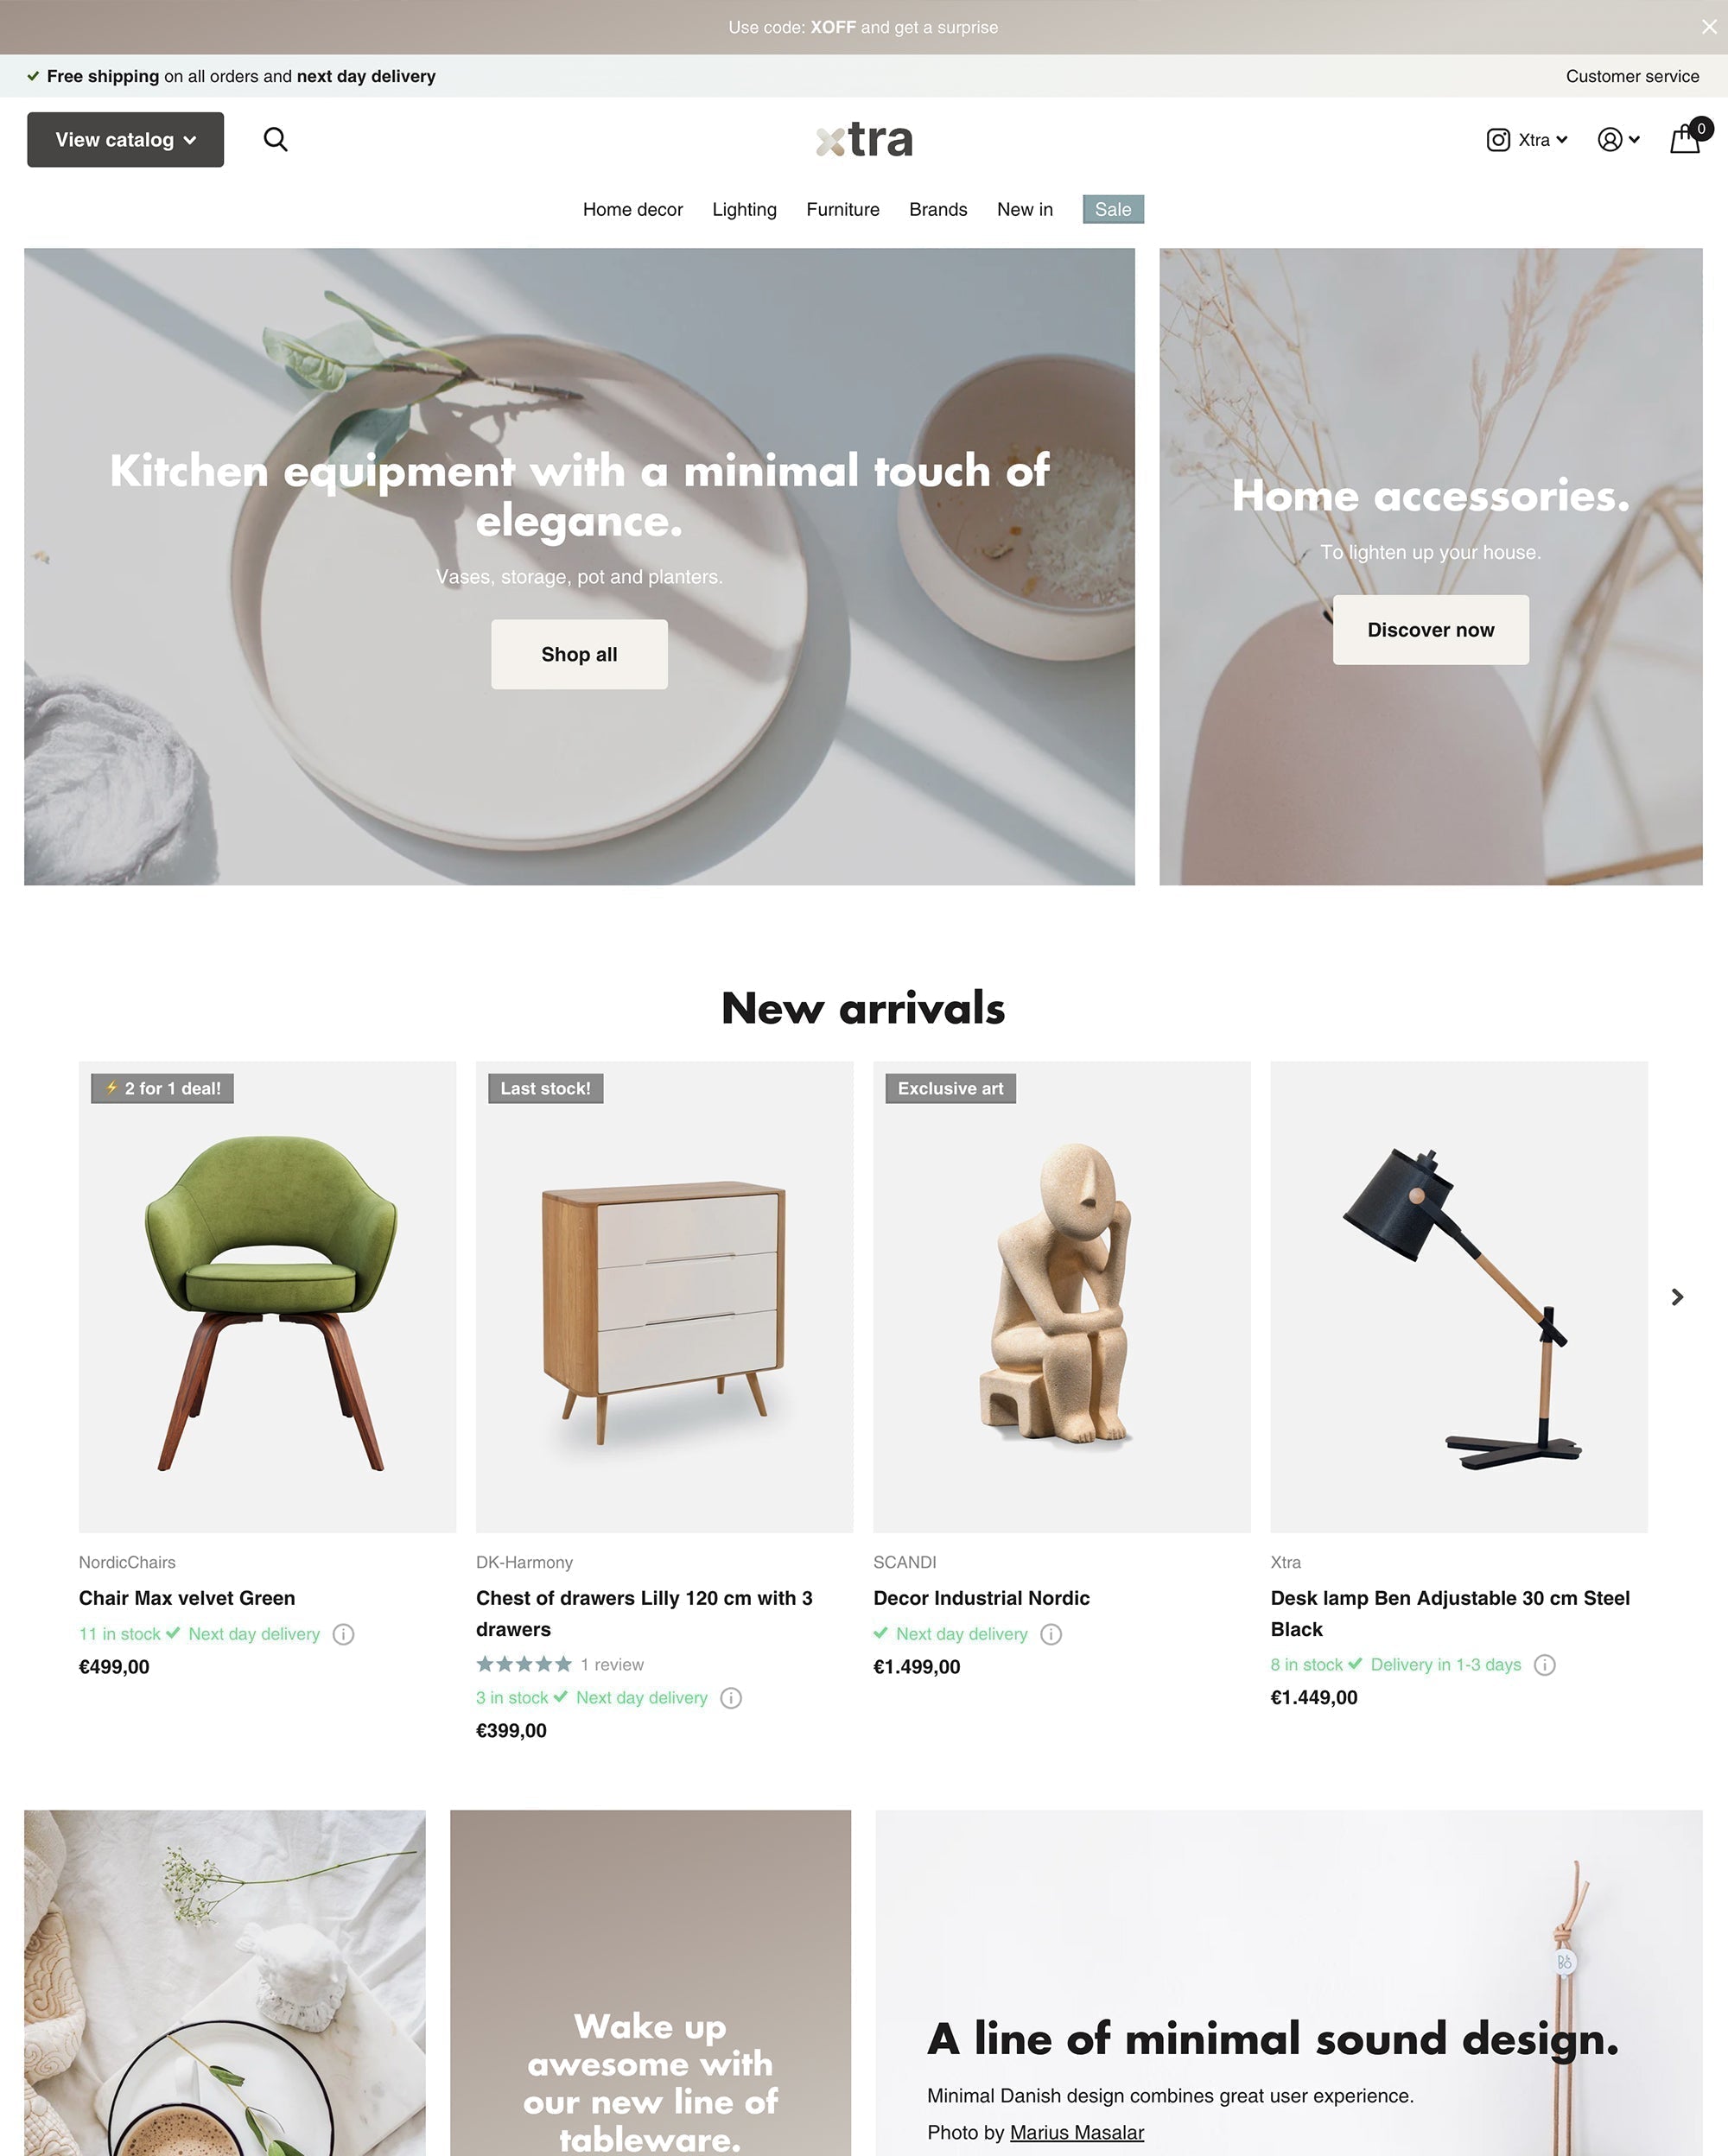 Use code: XOFF and get a surprise
Free shipping on all orders and next day delivery
Customer service
View catalog
xtra
Xtra
0
Home decor
Lighting
Furniture
Brands
New in
Sale
Kitchen equipment with a minimal touch of
elegance.
Vases, storage, pot and planters.
Shop all
Home accessories.
To lighten up your house.
Discover now
New arrivals
⚡ 2 for 1 deal!
NordicChairs
Chair Max velvet Green
11 in stock ✔ Next day delivery
€499,00
Last stock!
DK-Harmony
Chest of drawers Lilly 120 cm with 3
drawers
1 review
3 in stock ✔ Next day delivery
€399,00
Exclusive art
SCANDI
Decor Industrial Nordic
✔ Next day delivery
€1.499,00
Xtra
Desk lamp Ben Adjustable 30 cm Steel
Black
8 in stock ✔ Delivery in 1-3 days
€1.449,00
Wake up
awesome with
our new line of
tableware.
A line of minimal sound design.
Minimal Danish design combines great user experience.
Photo by Marius Masalar